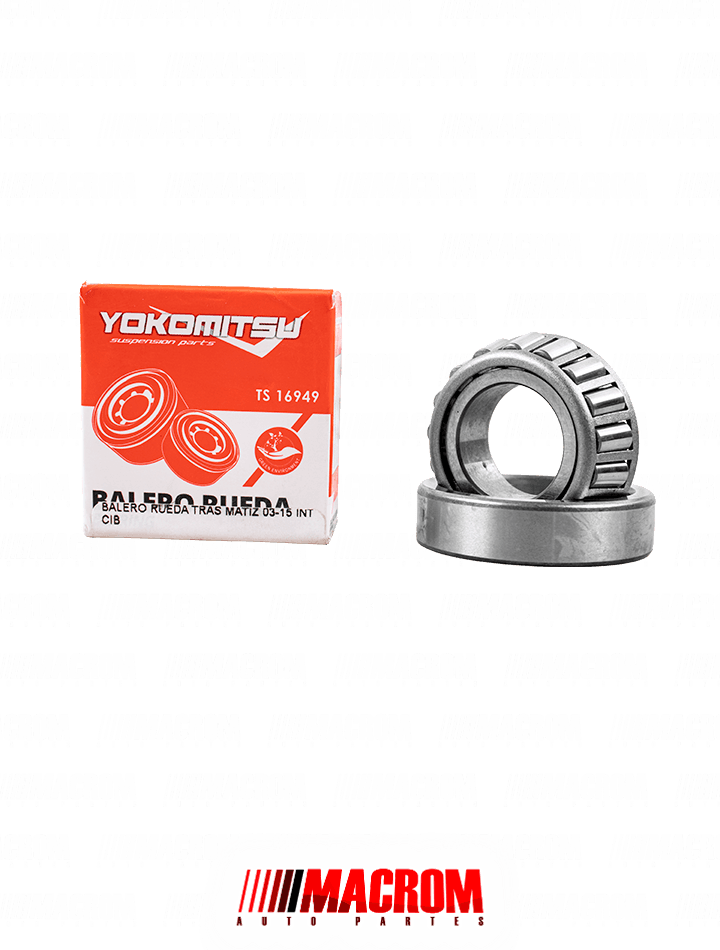 YOKOMITSU
suspension parts
TS 16949
GREEN ENVIRONMENT
BALERO RUEDA
BALERO RUEDA TRAS MATIZ 03-15 INT
CIB
MACROM
AUTO PARTES